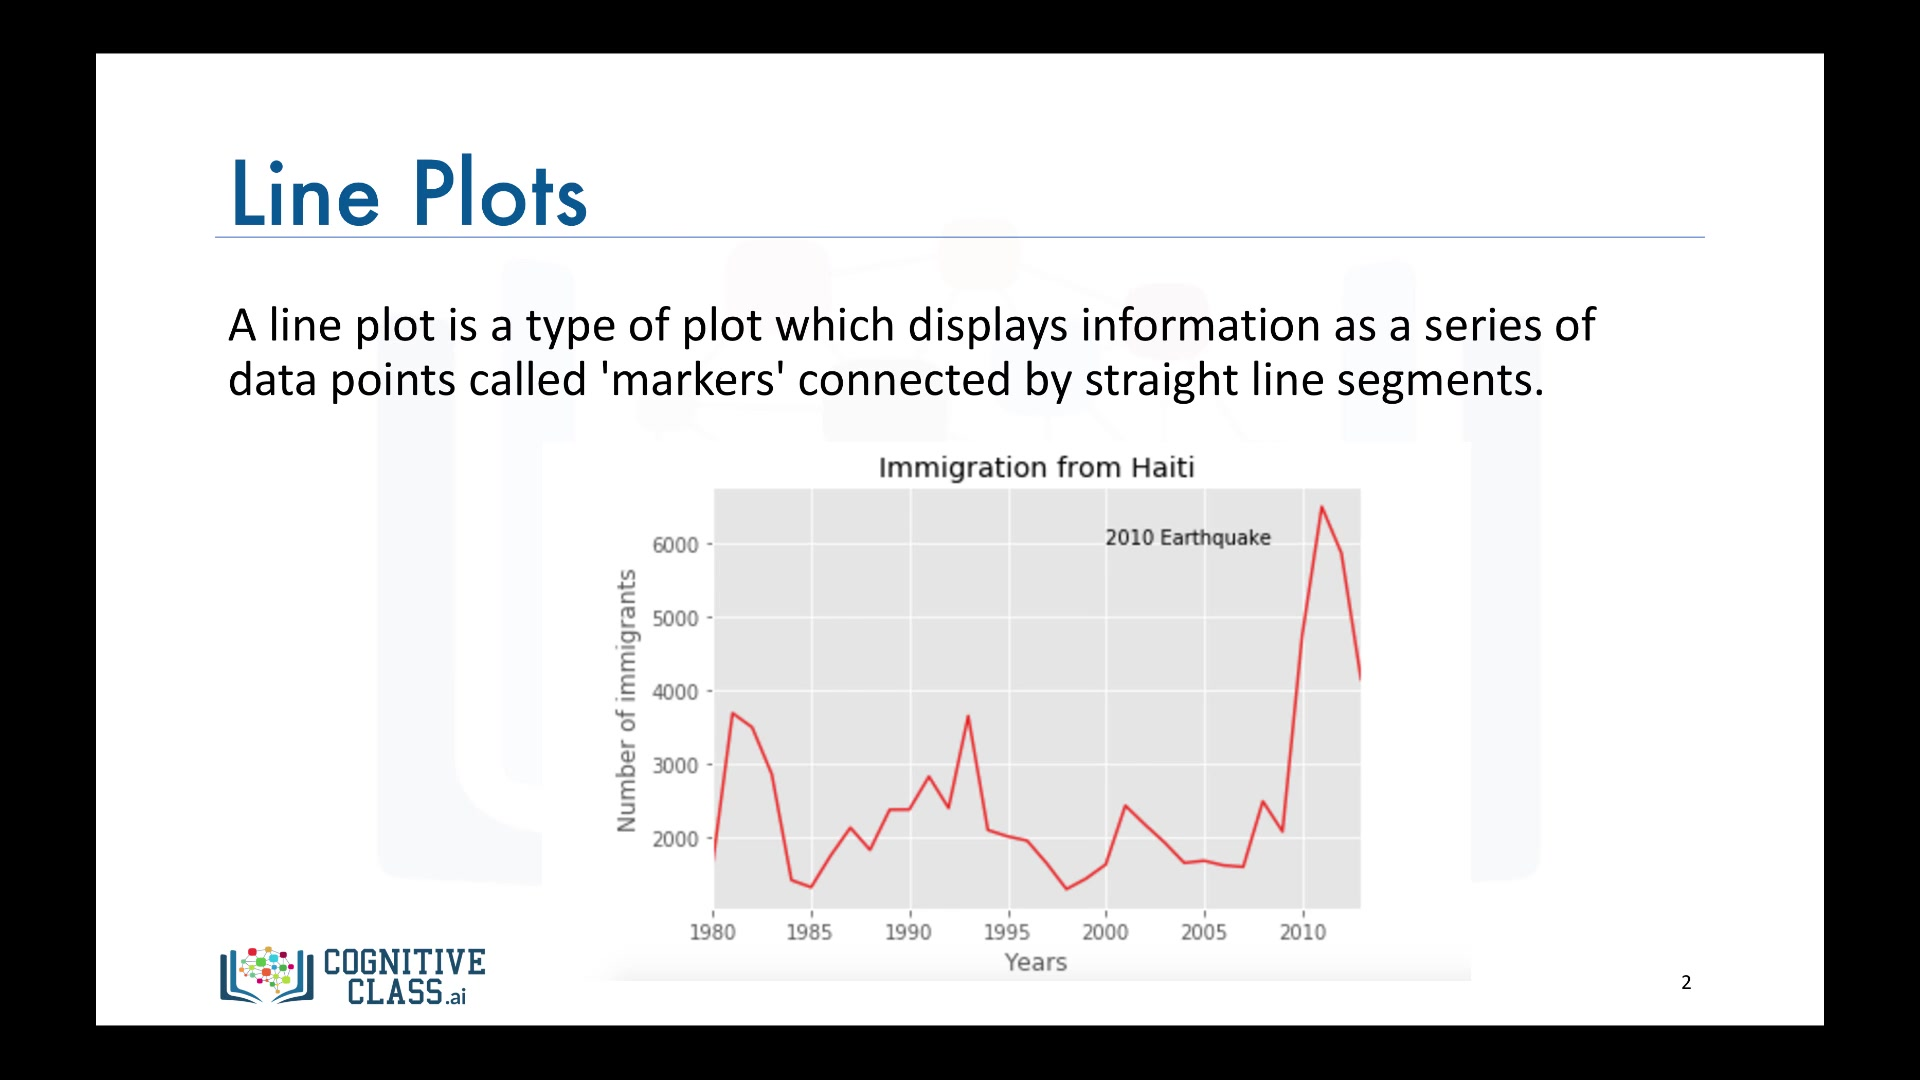 Line Plots
A line plot is a type of plot which displays information as a series of
data points called 'markers' connected by straight line segments.
Immigration from Haiti
2010 Earthquake
6000
5000
4000
3000
2000
Number of immigrants
1980 1985 1990 1995 2000 2005 2010
Years
COGNITIVE
CLASS.ai
2